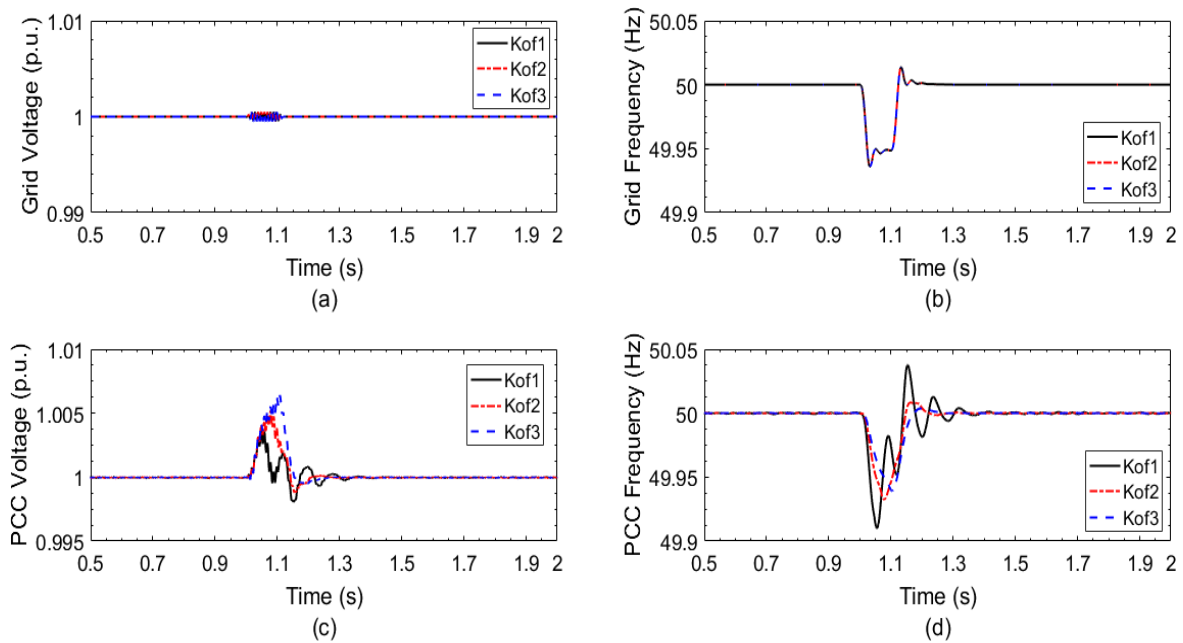 1.01
Kof1
Kof2
Kof3
1
0.99
Grid Voltage (p.u.)
0.5 0.7 0.9 1.1 1.3 1.5 1.7 1.9 2
Time (s)
(a)
50.05
50
49.95
49.9
Grid Frequency (Hz)
Kof1
Kof2
Kof3
0.5 0.7 0.9 1.1 1.3 1.5 1.7 1.9 2
Time (s)
(b)
1.01
1.005
1
0.995
PCC Voltage (p.u.)
Kof1
Kof2
Kof3
0.5 0.7 0.9 1.1 1.3 1.5 1.7 1.9 2
Time (s)
(c)
50.05
50
49.95
49.9
PCC Frequency (Hz)
Kof1
Kof2
Kof3
0.5 0.7 0.9 1.1 1.3 1.5 1.7 1.9 2
Time (s)
(d)